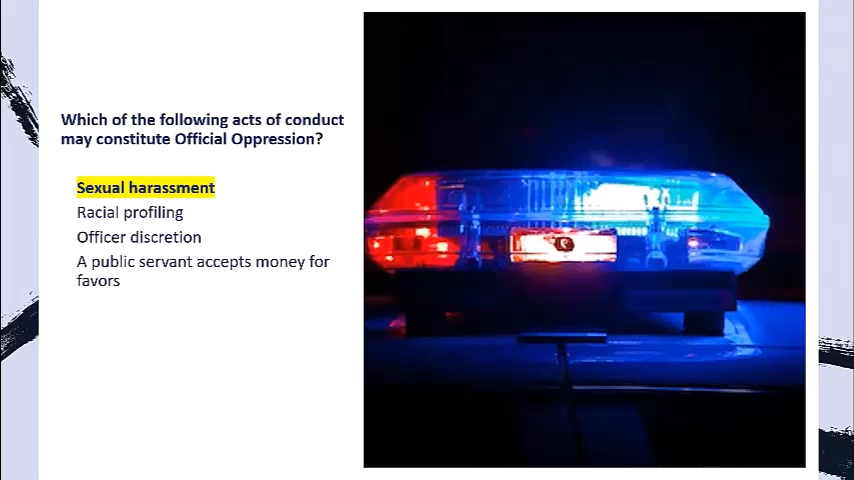 Which of the following acts of conduct
may constitute Official Oppression?
Sexual harassment
Racial profiling
Officer discretion
A public servant accepts money for
favors